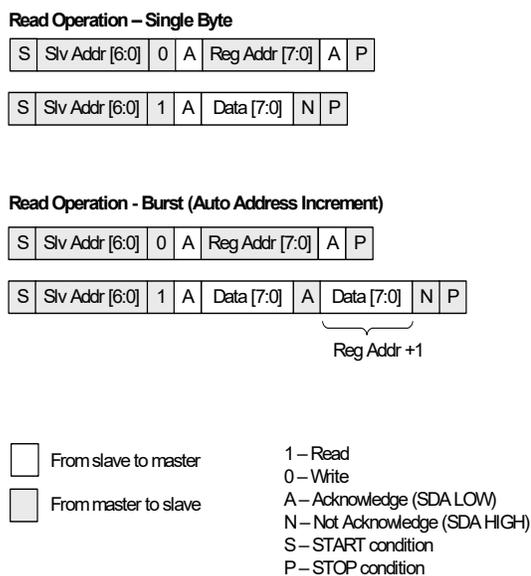 Read Operation – Single Byte
S Slv Addr [6:0] 0 A Reg Addr [7:0] A P
S Slv Addr [6:0] 1 A Data [7:0] N P
Read Operation - Burst (Auto Address Increment)
S Slv Addr [6:0] 0 A Reg Addr [7:0] A P
S Slv Addr [6:0] 1 A Data [7:0] A Data [7:0] N P
Reg Addr +1
From slave to master
From master to slave
1 – Read
0 – Write
A – Acknowledge (SDA LOW)
N – Not Acknowledge (SDA HIGH)
S – START condition
P – STOP condition